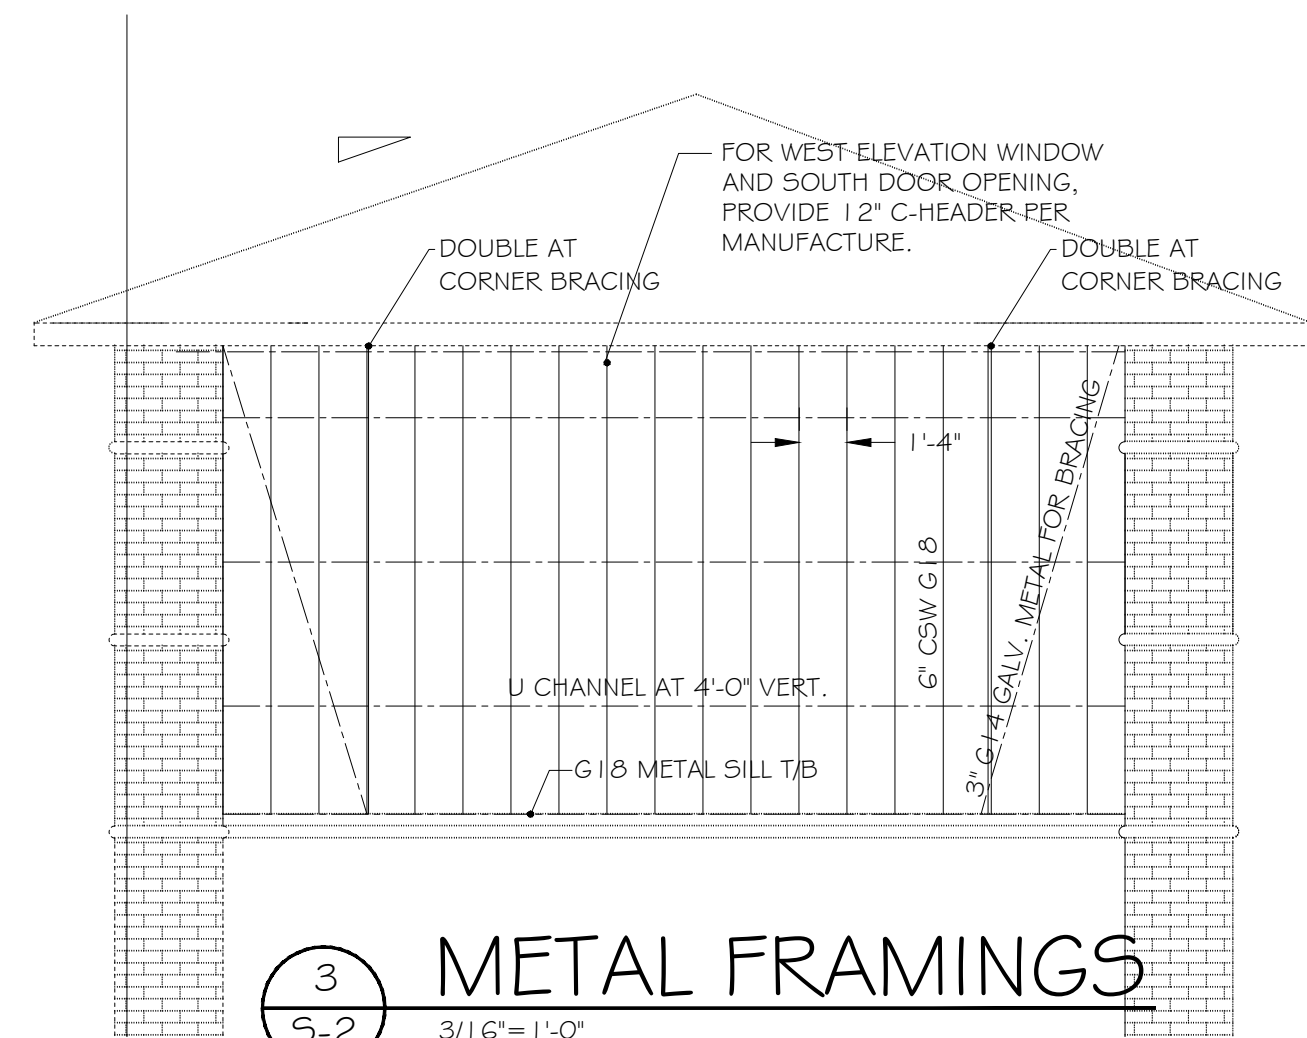 FOR WEST ELEVATION WINDOW
AND SOUTH DOOR OPENING,
PROVIDE 12" C-HEADER PER
MANUFACTURE.
DOUBLE AT
CORNER BRACING
DOUBLE AT
CORNER BRACING
1'-4"
6" CSW G18
3" G14 GALV. METAL FOR BRACING
U CHANNEL AT 4'-0" VERT.
G18 METAL SILL T/B
METAL FRAMINGS
3
S-2
3/16"=1'-0"